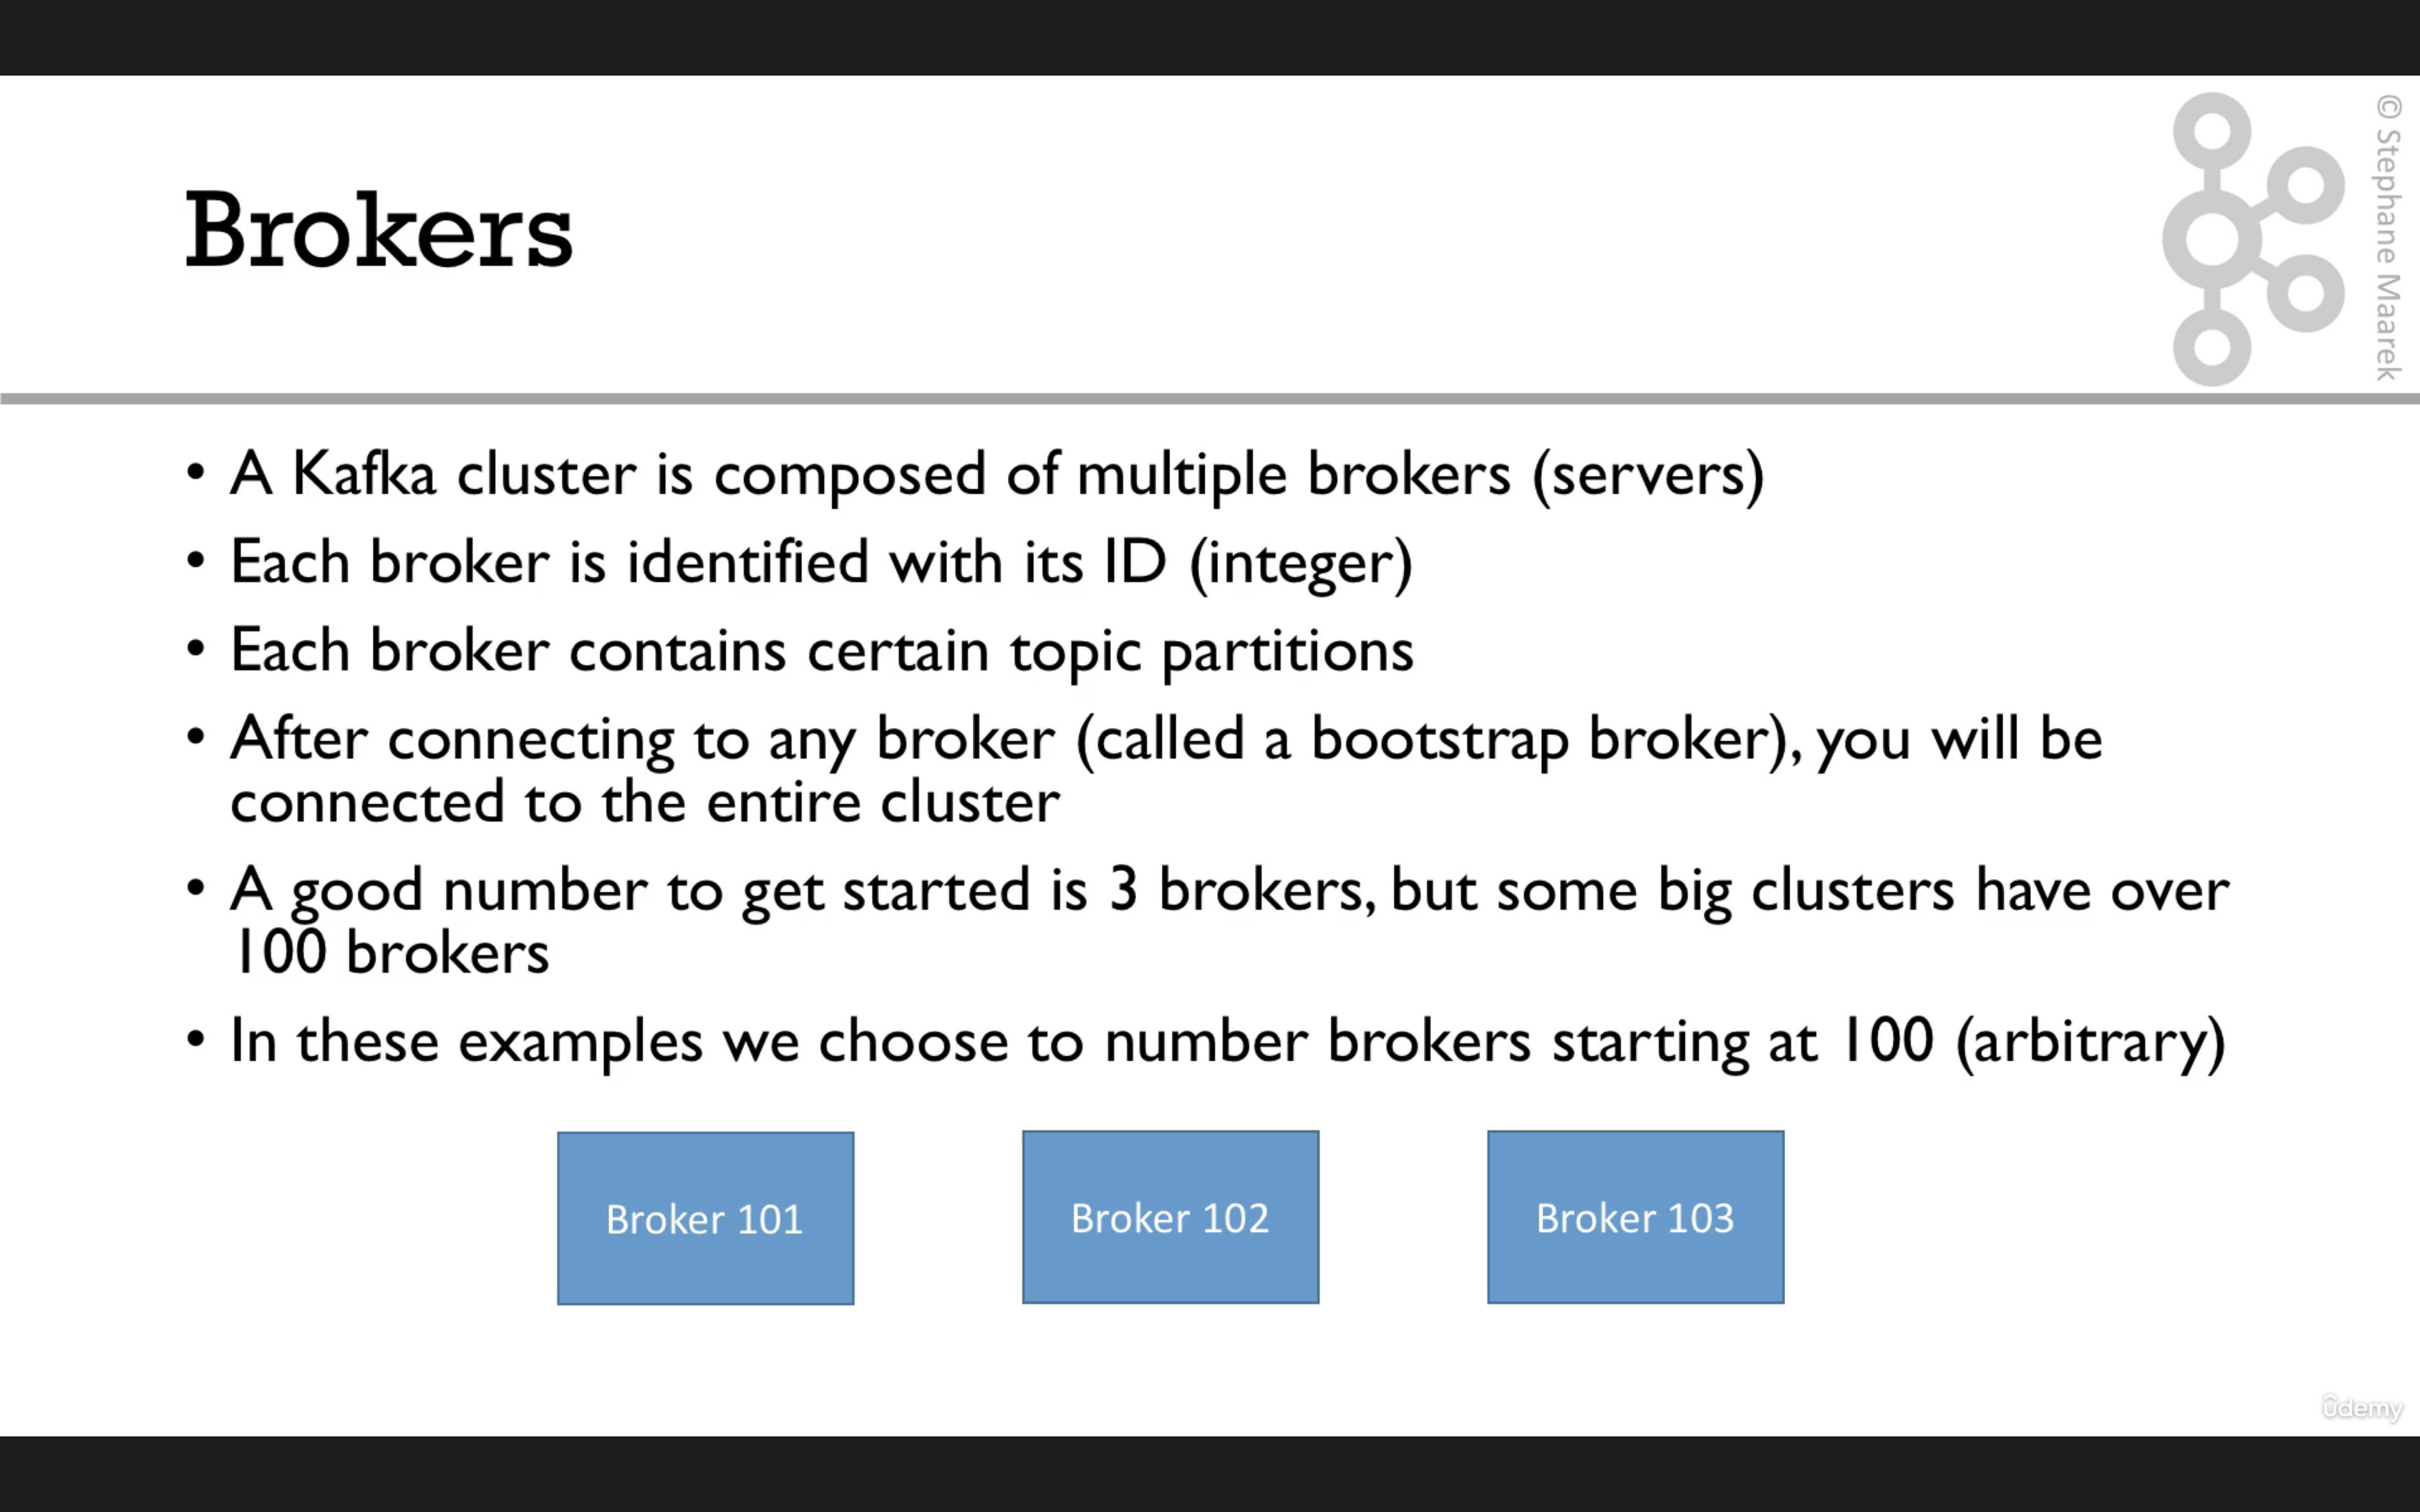 Brokers
© Stephane Maarek
• A Kafka cluster is composed of multiple brokers (servers)
• Each broker is identified with its ID (integer)
• Each broker contains certain topic partitions
• After connecting to any broker (called a bootstrap broker), you will be
connected to the entire cluster
• A good number to get started is 3 brokers, but some big clusters have over
100 brokers
• In these examples we choose to number brokers starting at 100 (arbitrary)
Broker 101
Broker 102
Broker 103
ûdemy